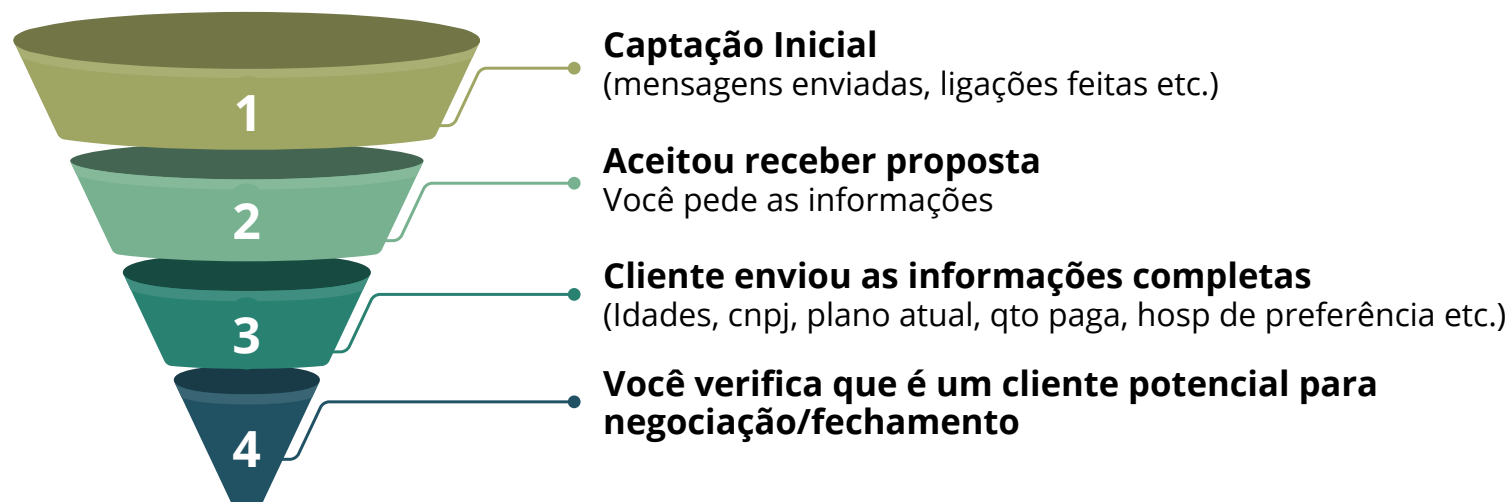 1
Captação Inicial
(mensagens enviadas, ligações feitas etc.)
2
Aceitou receber proposta
Você pede as informações
3
Cliente enviou as informações completas
(Idades, cnpj, plano atual, qto paga, hosp de preferência etc.)
4
Você verifica que é um cliente potencial para
negociação/fechamento